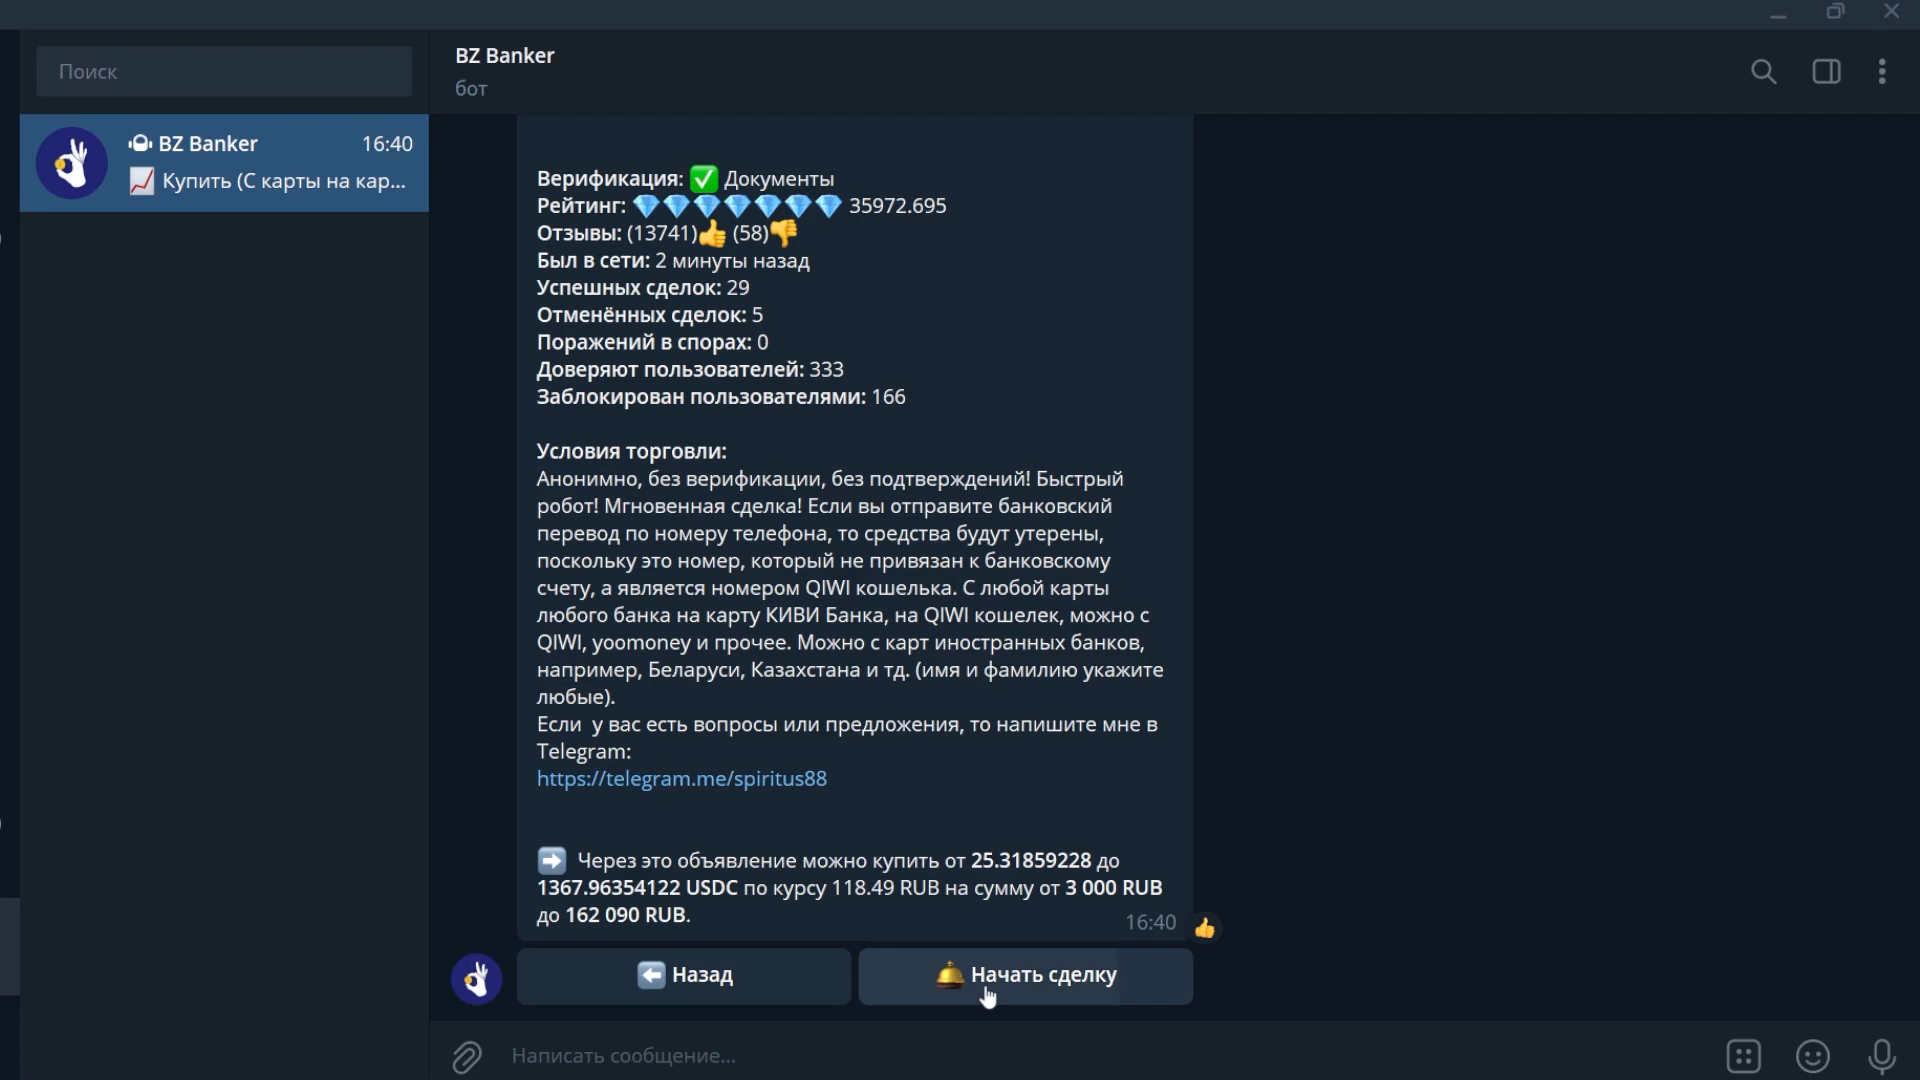 Поиск
BZ Banker
бот
BZ Banker 16:40
Купить (С карты на кар...
Верификация: ✅ Документы
Рейтинг: 💎💎💎💎💎💎💎 35972.695
Отзывы: (13741)👍 (58)👎
Был в сети: 2 минуты назад
Успешных сделок: 29
Отменённых сделок: 5
Поражений в спорах: 0
Доверяют пользователей: 333
Заблокирован пользователями: 166
Условия торговли:
Анонимно, без верификации, без подтверждений! Быстрый
робот! Мгновенная сделка! Если вы отправите банковский
перевод по номеру телефона, то средства будут утерены,
поскольку это номер, который не привязан к банковскому
счету, а является номером QIWI кошелька. С любой карты
любого банка на карту КИВИ Банка, на QIWI кошелек, можно с
QIWI, yoomoney и прочее. Можно с карт иностранных банков,
например, Беларуси, Казахстана и тд. (имя и фамилию укажите
любые).
Если  у вас есть вопросы или предложения, то напишите мне в
Telegram:
https://telegram.me/spiritus88
➡️ Через это объявление можно купить от 25.31859228 до
1367.96354122 USDC по курсу 118.49 RUB на сумму от 3 000 RUB
до 162 090 RUB.
16:40
Назад
Начать сделку
Написать сообщение...